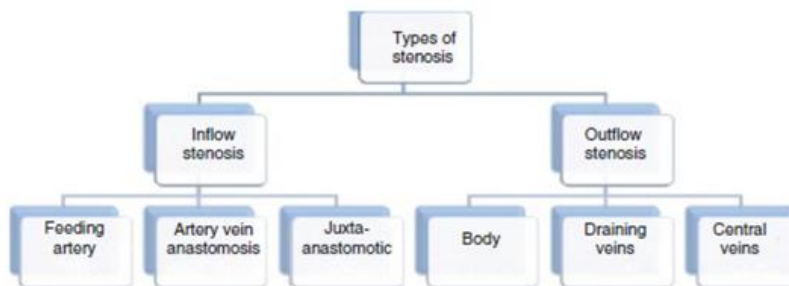 Types of
stenosis
Inflow
stenosis
Outflow
stenosis
Feeding
artery
Artery vein
anastomosis
Juxta-
anastomotic
Body
Draining
veins
Central
veins